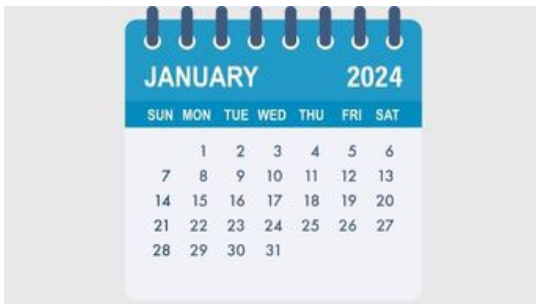 JANUARY 2024
SUN MON TUE WED THU FRI SAT
1 2 3 4 5 6
7 8 9 10 11 12 13
14 15 16 17 18 19 20
21 22 23 24 25 26 27
28 29 30 31